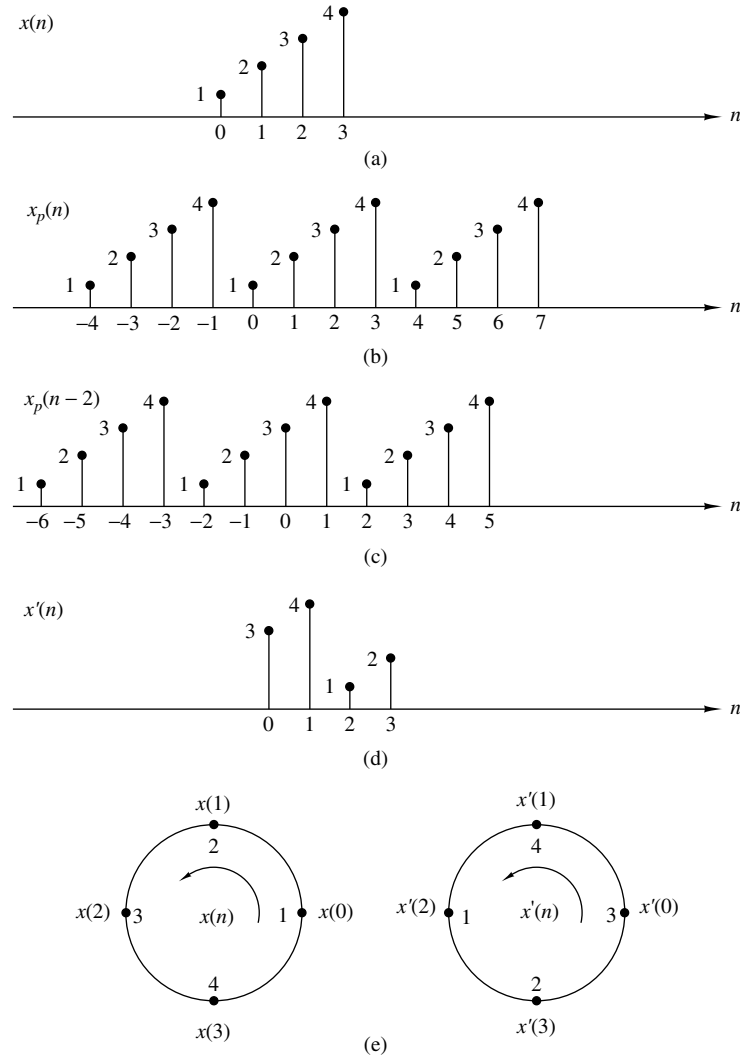 x(n)
1 2 3 4
n
0 1 2 3
(a)
x_p(n)
1 2 3 4 1 2 3 4 1 2 3 4
n
−4 −3 −2 −1 0 1 2 3 4 5 6 7
(b)
x_p(n − 2)
1 2 3 4 1 2 3 4 1 2 3 4
n
−6 −5 −4 −3 −2 −1 0 1 2 3 4 5
(c)
x′(n)
3 4 1 2
n
0 1 2 3
(d)
x(1)
2
x(2) 3 x(n) 1 x(0)
4
x(3)
x′(1)
4
x′(2) 1 x'(n) 3 x′(0)
2
x′(3)
(e)